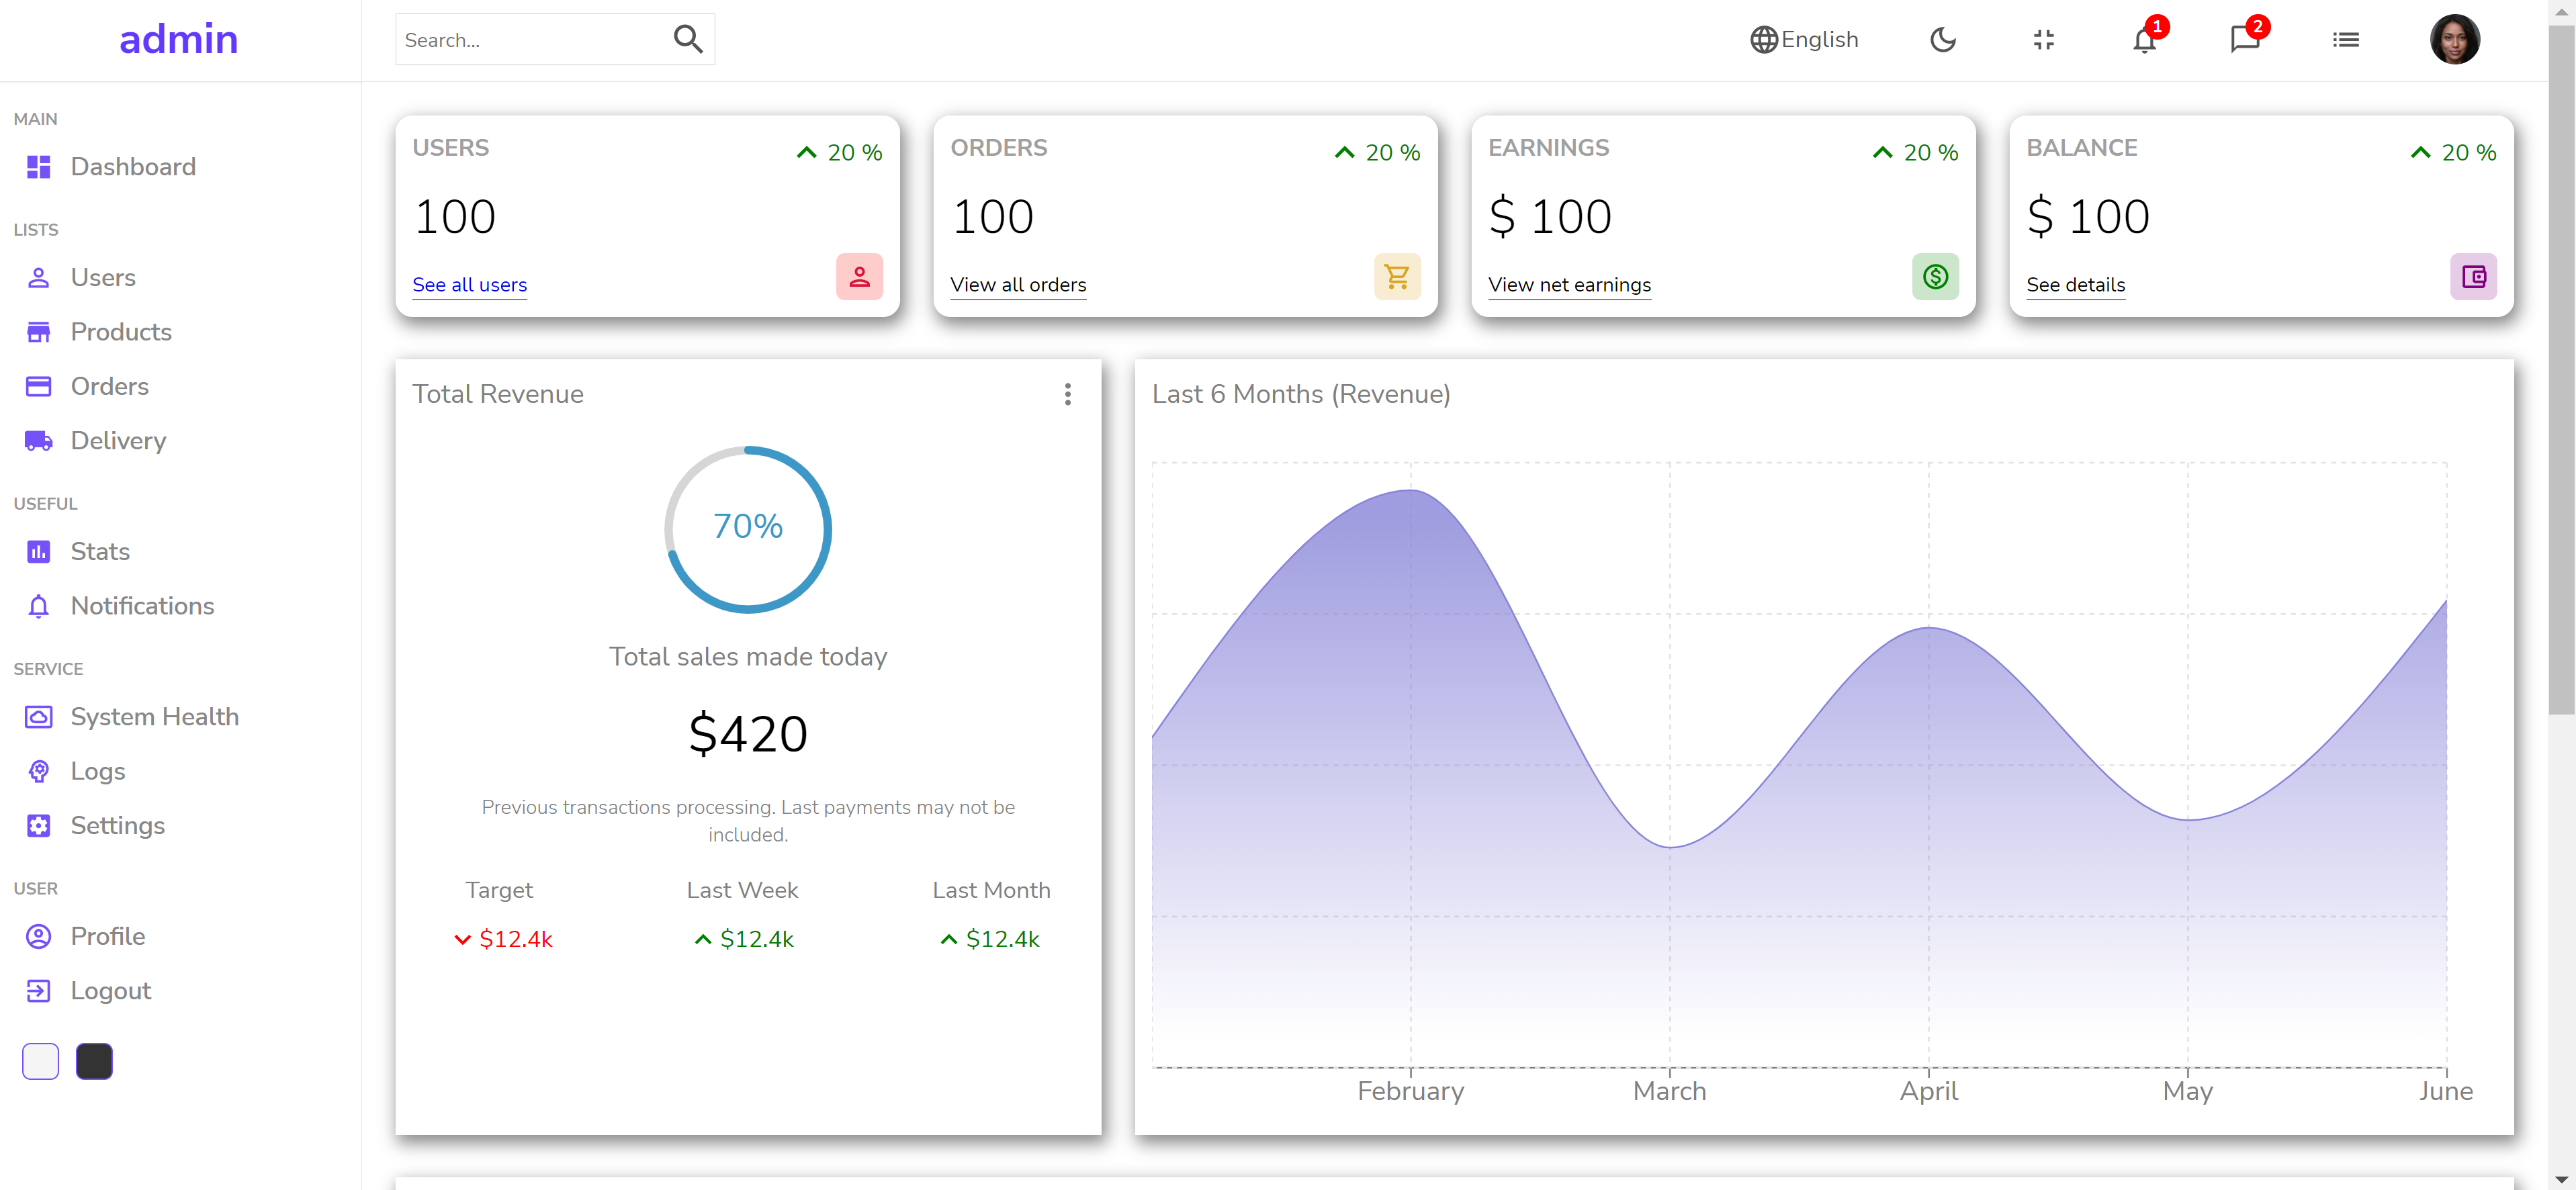 admin
Search...
English
1
2
MAIN
Dashboard
LISTS
Users
Products
Orders
Delivery
USEFUL
Stats
Notifications
SERVICE
System Health
Logs
Settings
USER
Profile
Logout
USERS
20 %
100
See all users
ORDERS
20 %
100
View all orders
EARNINGS
20 %
$ 100
View net earnings
BALANCE
20 %
$ 100
See details
Total Revenue
70%
Total sales made today
$420
Previous transactions processing. Last payments may not be
included.
Target
Last Week
Last Month
$12.4k
$12.4k
$12.4k
Last 6 Months (Revenue)
February
March
April
May
June